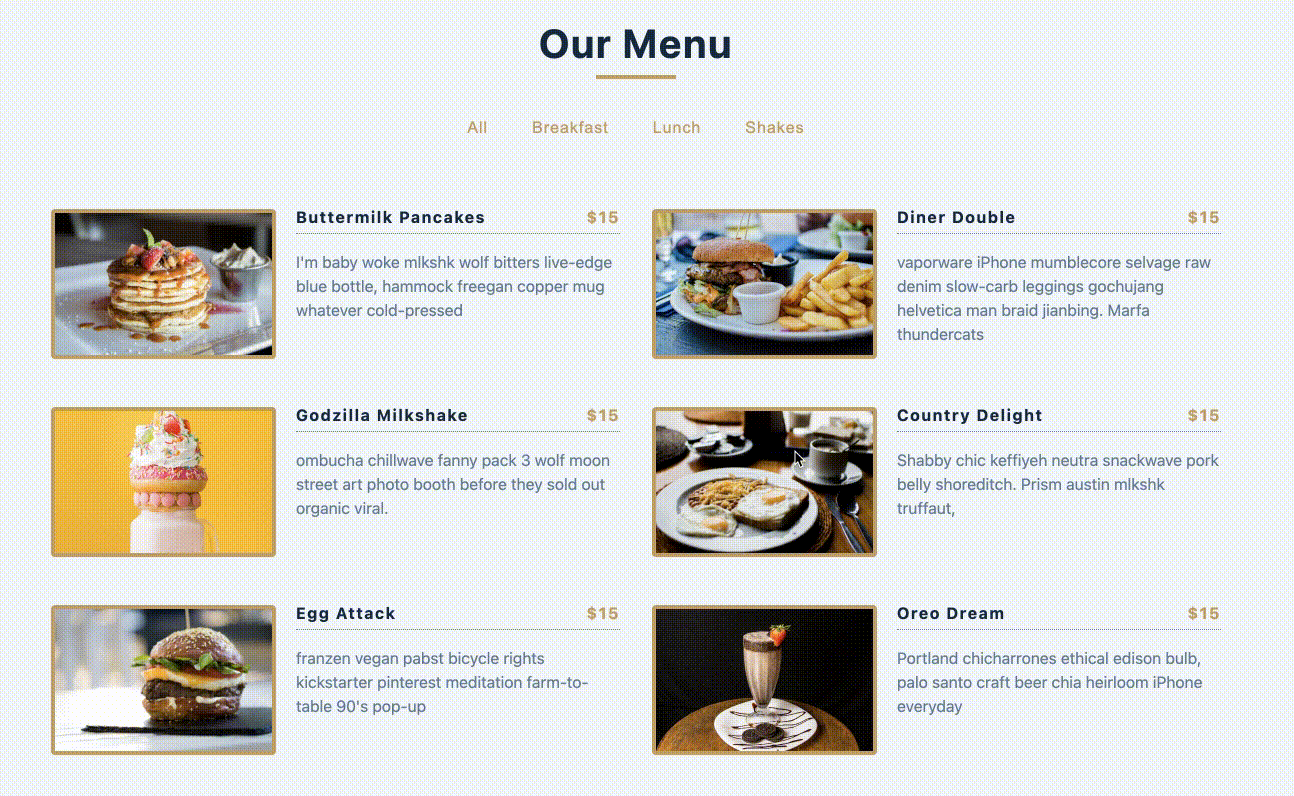 Our Menu
All
Breakfast
Lunch
Shakes
Buttermilk Pancakes
$15
I'm baby woke mlkshk wolf bitters live-edge
blue bottle, hammock freegan copper mug
whatever cold-pressed
Diner Double
$15
vaporware iPhone mumblecore selvage raw
denim slow-carb leggings gochujang
helvetica man braid jianbing. Marfa
thundercats
Godzilla Milkshake
$15
ombucha chillwave fanny pack 3 wolf moon
street art photo booth before they sold out
organic viral.
Country Delight
$15
Shabby chic keffiyeh neutra snackwave pork
belly shoreditch. Prism austin mlkshk
truffaut,
Egg Attack
$15
franzen vegan pabst bicycle rights
kickstarter pinterest meditation farm-to-
table 90's pop-up
Oreo Dream
$15
Portland chicharrones ethical edison bulb,
palo santo craft beer chia heirloom iPhone
everyday